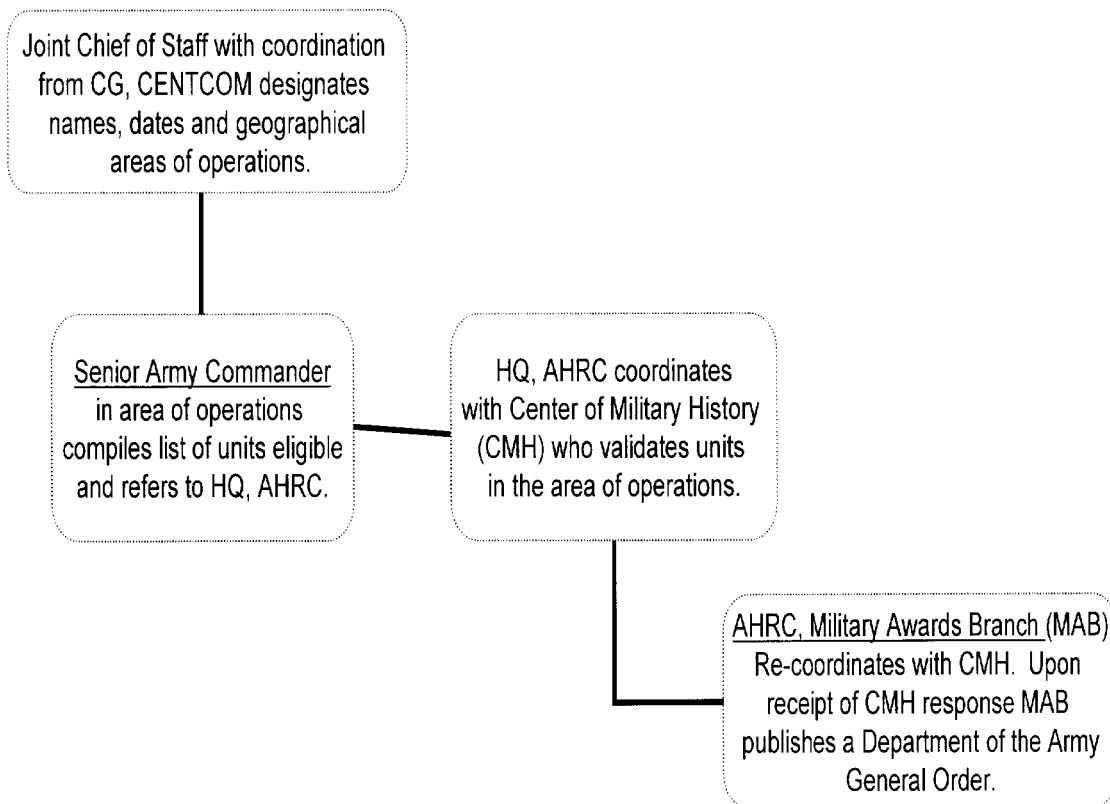 Joint Chief of Staff with coordination
from CG, CENTCOM designates
names, dates and geographical
areas of operations.
Senior Army Commander
in area of operations
compiles list of units eligible
and refers to HQ, AHRC.
HQ, AHRC coordinates
with Center of Military History
(CMH) who validates units
in the area of operations.
AHRC, Military Awards Branch (MAB)
Re-coordinates with CMH.  Upon
receipt of CMH response MAB
publishes a Department of the Army
General Order.